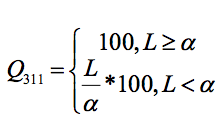 Q₃₁₁ = { 100, L ≥ α
L/α * 100, L < α